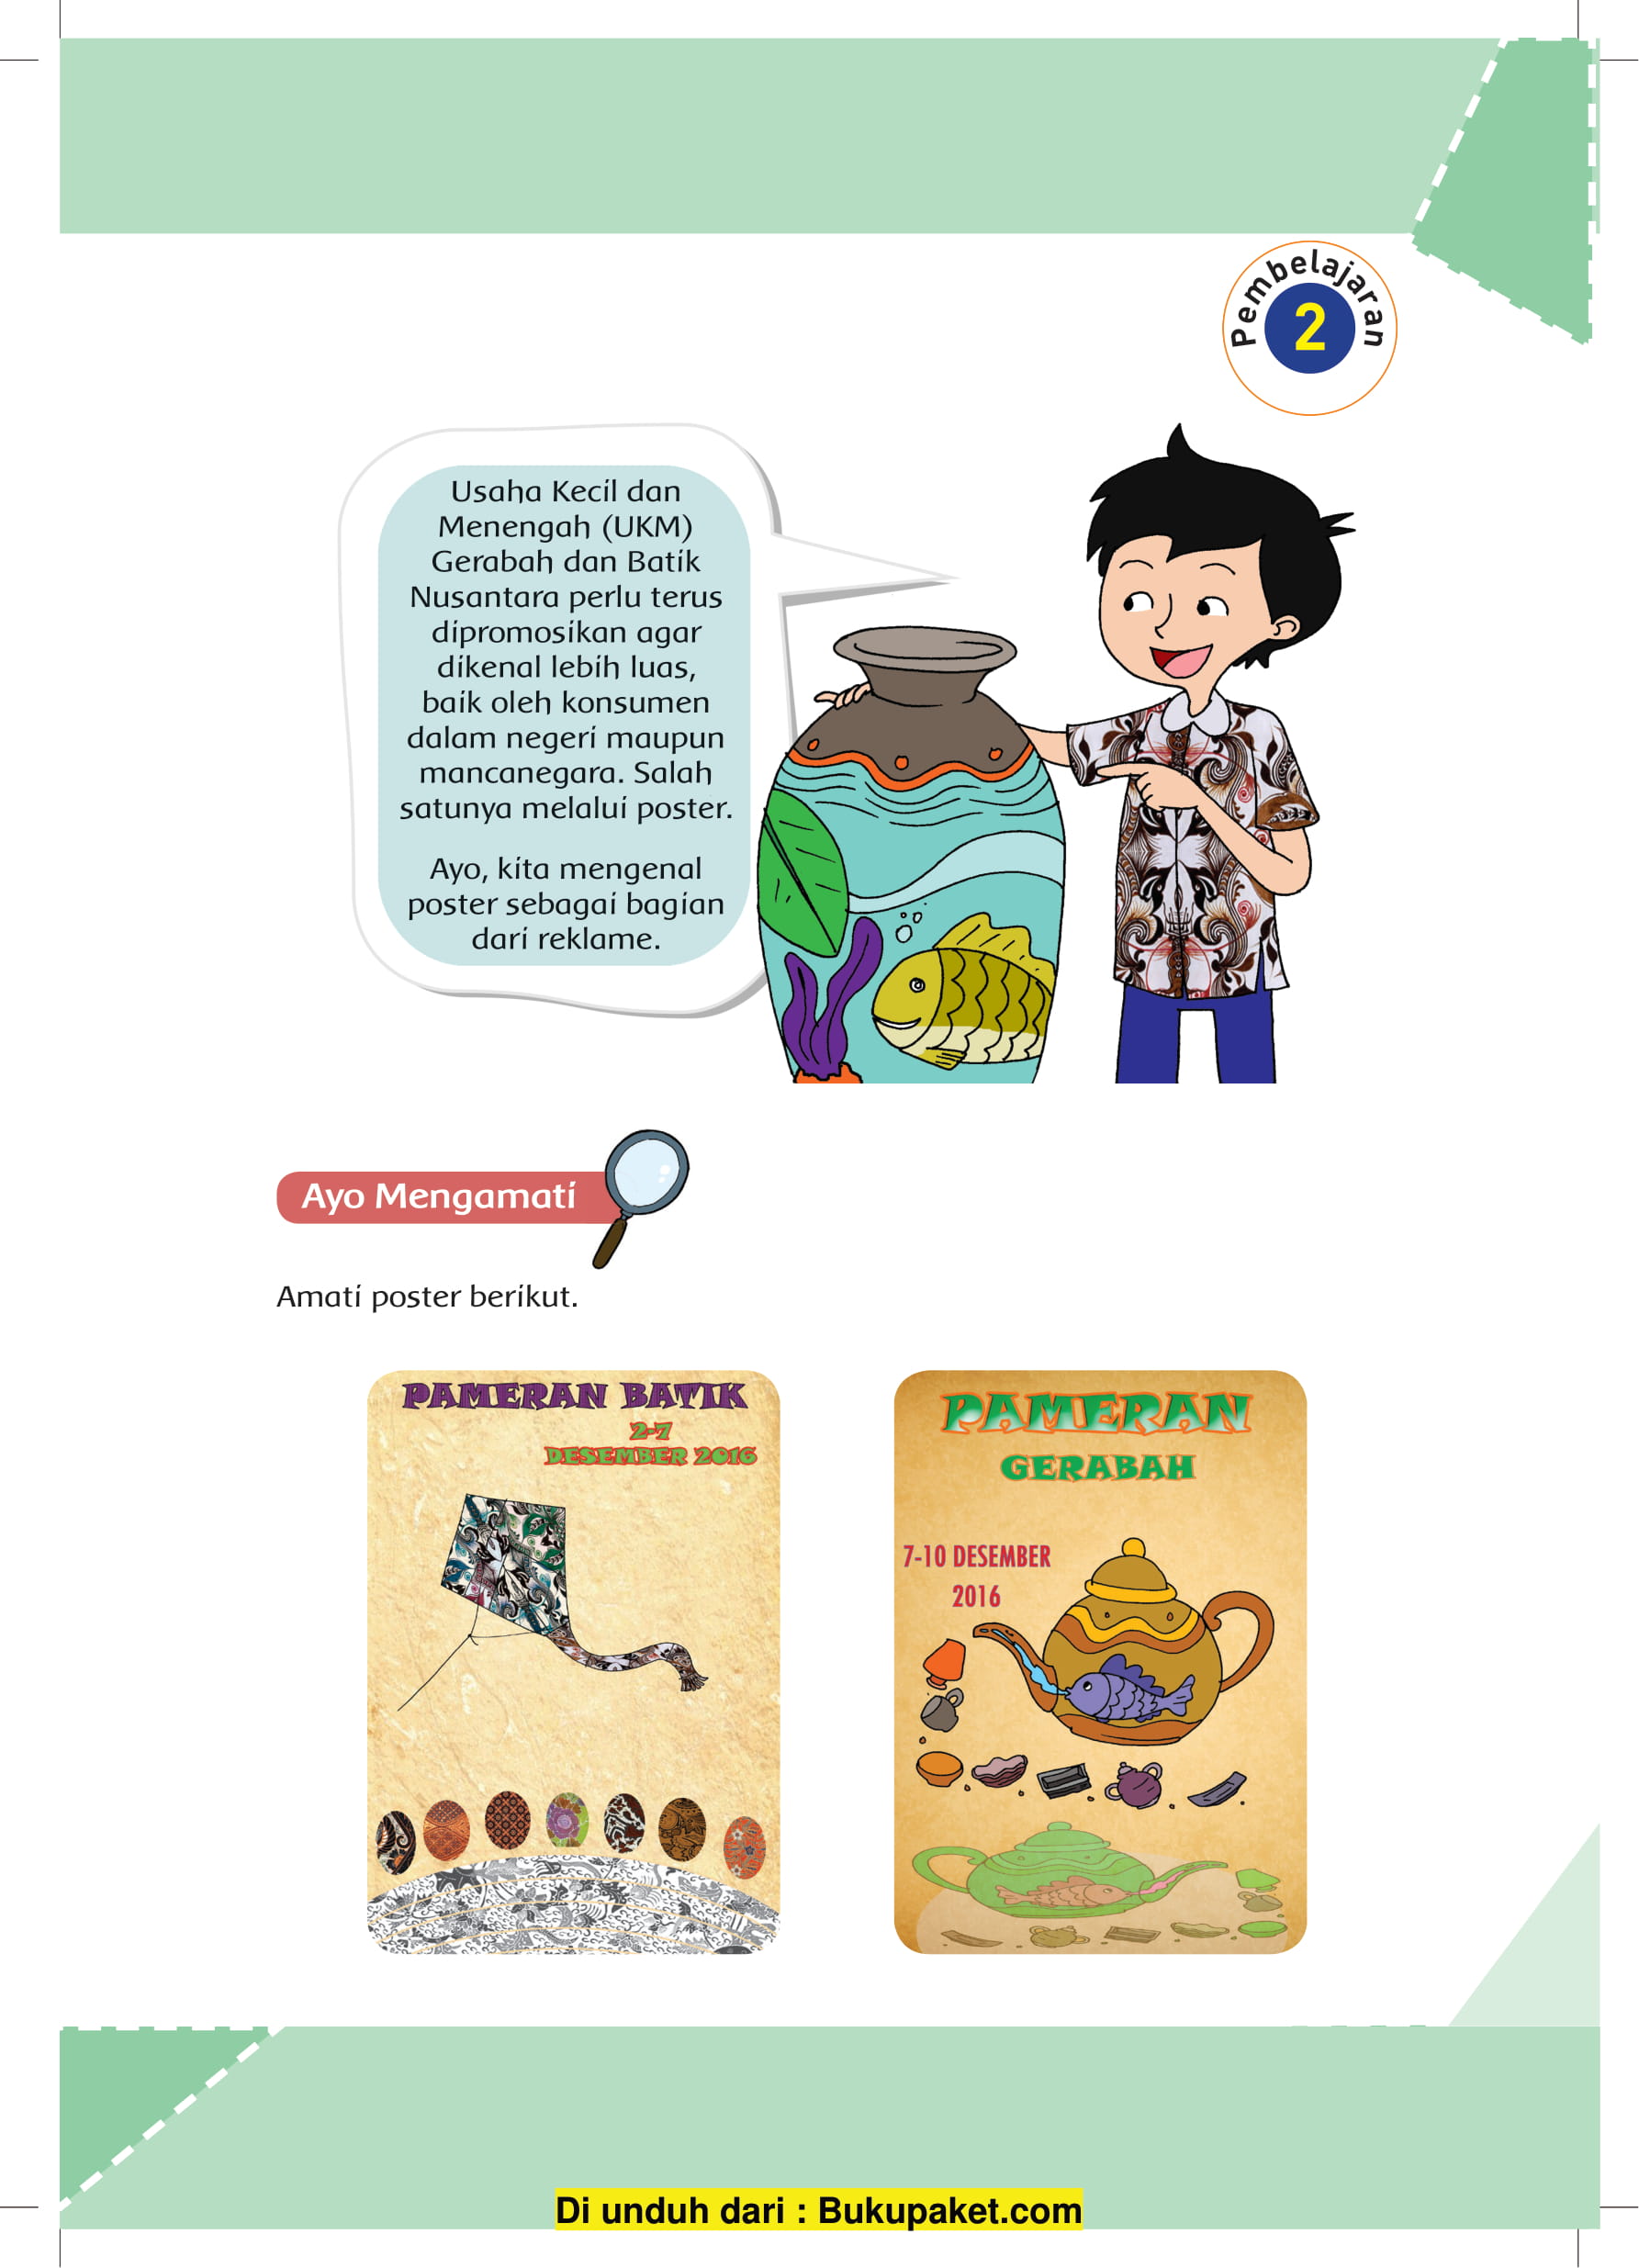 Pembelajaran
2
Usaha Kecil dan
Menengah (UKM)
Gerabah dan Batik
Nusantara perlu terus
dipromosikan agar
dikenal lebih luas,
baik oleh konsumen
dalam negeri maupun
mancanegara. Salah
satunya melalui poster.
Ayo, kita mengenal
poster sebagai bagian
dari reklame.
Ayo Mengamati
Amati poster berikut.
PAMERAN BATIK
2-7
DESEMBER 2016
PAMERAN
GERABAH
7-10 DESEMBER
2016
Di unduh dari : Bukupaket.com